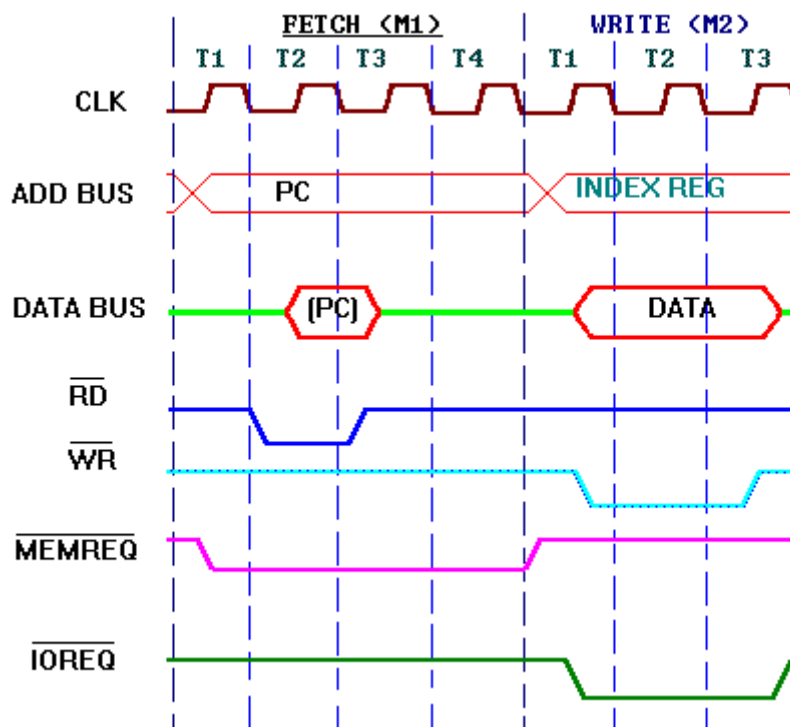 FETCH (M1) WRITE (M2)
T1 T2 T3 T4 T1 T2 T3
CLK
ADD BUS PC INDEX REG
DATA BUS (PC) DATA
RD
WR
MEMREQ
IOREQ